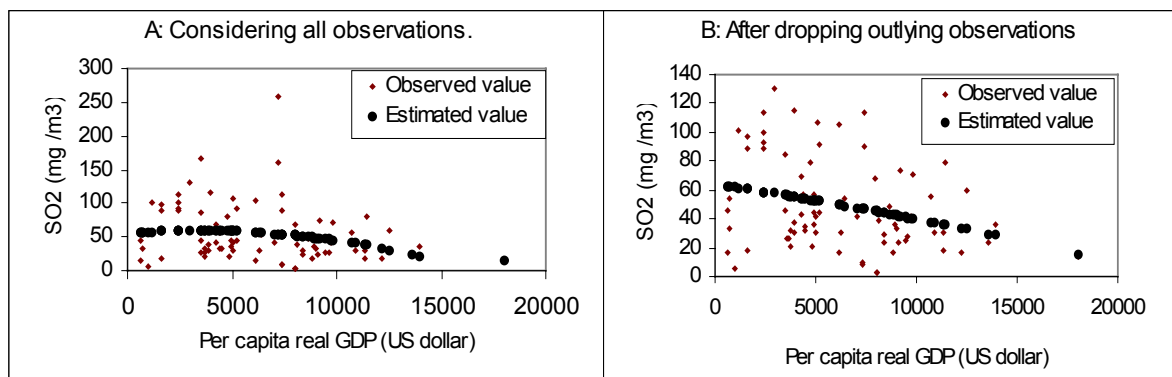 A: Considering all observations.
300
250
200
150
100
50
0
SO2 (mg /m3)
Observed value
Estimated value
0 5000 10000 15000 20000
Per capita real GDP (US dollar)
B: After dropping outlying observations
140
120
100
80
60
40
20
0
SO2 (mg /m3)
Observed value
Estimated value
0 5000 10000 15000 20000
Per capita real GDP (US dollar)